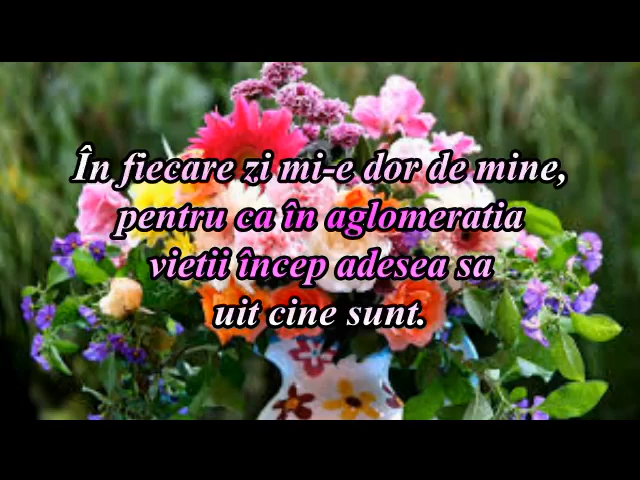 În fiecare zi mi-e dor de mine,
pentru ca în aglomeratia
vietii încep adesea sa
uit cine sunt.